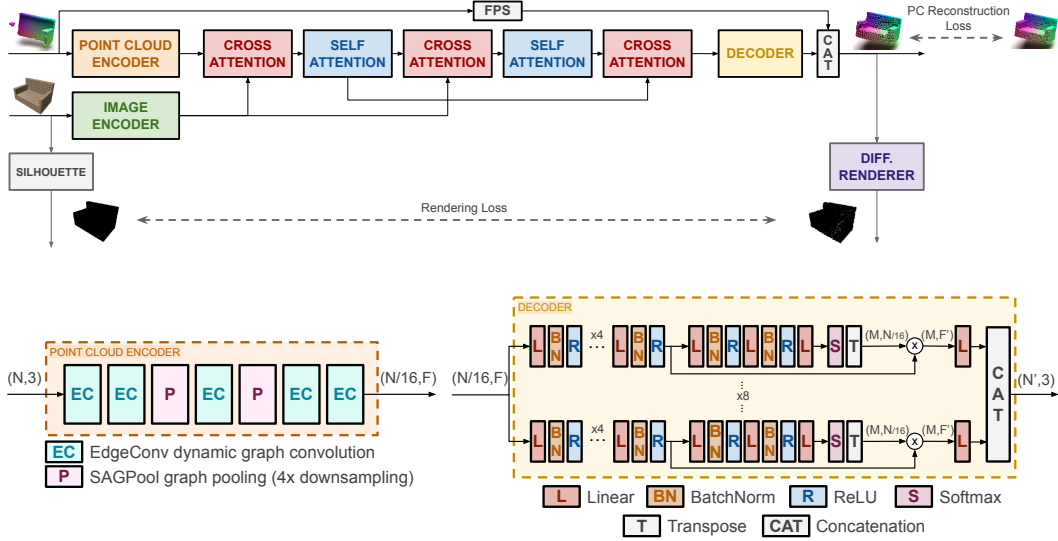 FPS
PC Reconstruction
Loss
POINT CLOUD
ENCODER
CROSS
ATTENTION
SELF
ATTENTION
CROSS
ATTENTION
SELF
ATTENTION
CROSS
ATTENTION
DECODER
CAT
IMAGE
ENCODER
SILHOUETTE
DIFF.
RENDERER
Rendering Loss
POINT CLOUD ENCODER
(N,3)
EC EC P EC P EC EC
(N/16,F)
EC EdgeConv dynamic graph convolution
P SAGPool graph pooling (4x downsampling)
DECODER
(N/16,F)
L BN R x4 ... L BN R L BN R L BN R L S T (M,N/16) x (M,F') L
...
x8
...
L BN R x4 ... L BN R L BN R L BN R L S T (M,N/16) x (M,F') L
CAT
(N',3)
L Linear BN BatchNorm R ReLU S Softmax
T Transpose CAT Concatenation